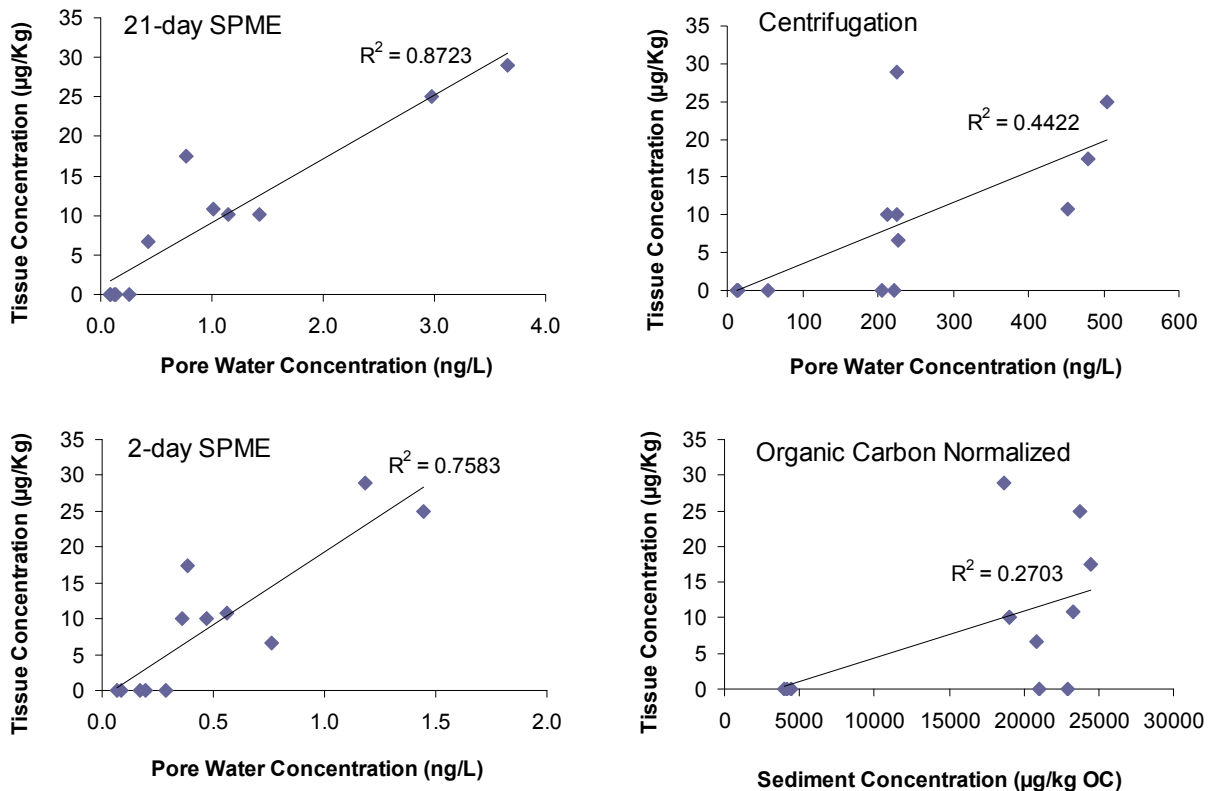 21-day SPME
R² = 0.8723
Tissue Concentration (µg/Kg)
35
30
25
20
15
10
5
0
0.0 1.0 2.0 3.0 4.0
Pore Water Concentration (ng/L)
Centrifugation
R² = 0.4422
Tissue Concentration (µg/Kg)
35
30
25
20
15
10
5
0
0 100 200 300 400 500 600
Pore Water Concentration (ng/L)
2-day SPME
R² = 0.7583
Tissue Concentration (µg/Kg)
35
30
25
20
15
10
5
0
0.0 0.5 1.0 1.5 2.0
Pore Water Concentration (ng/L)
Organic Carbon Normalized
R² = 0.2703
Tissue Concentration (µg/Kg)
35
30
25
20
15
10
5
0
0 5000 10000 15000 20000 25000 30000
Sediment Concentration (µg/kg OC)